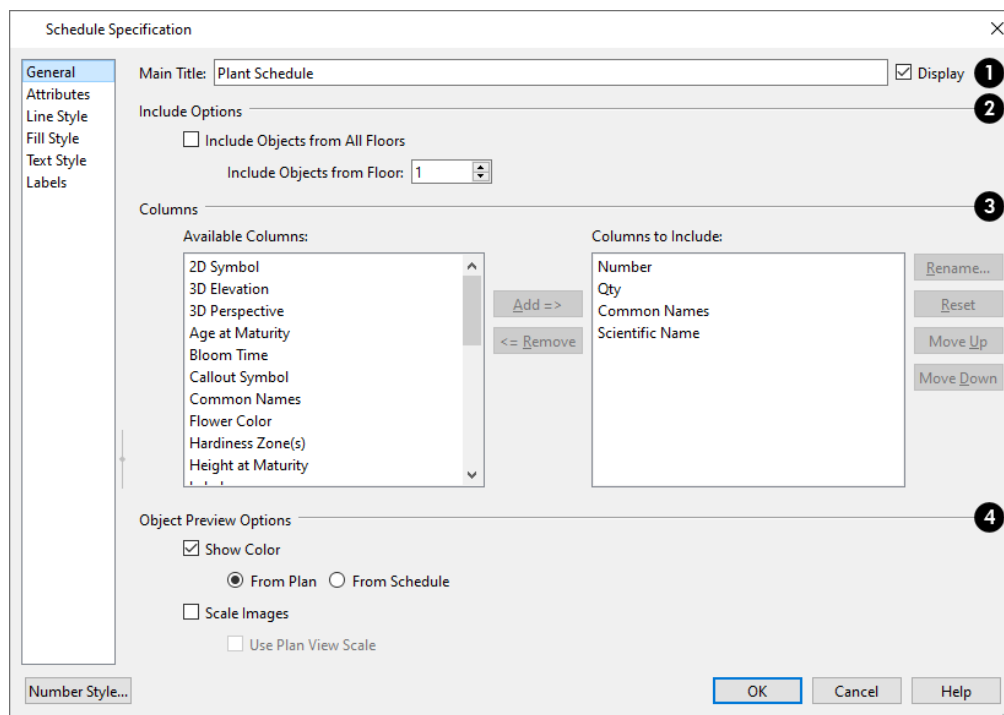 Schedule Specification
General
Attributes
Line Style
Fill Style
Text Style
Labels
Main Title: Plant Schedule Display 1
Include Options 2
Include Objects from All Floors
Include Objects from Floor: 1
Columns 3
Available Columns:
2D Symbol
3D Elevation
3D Perspective
Age at Maturity
Bloom Time
Callout Symbol
Common Names
Flower Color
Hardiness Zone(s)
Height at Maturity
Add =>
<= Remove
Columns to Include:
Number
Qty
Common Names
Scientific Name
Rename...
Reset
Move Up
Move Down
Object Preview Options 4
Show Color
From Plan From Schedule
Scale Images
Use Plan View Scale
Number Style... OK Cancel Help